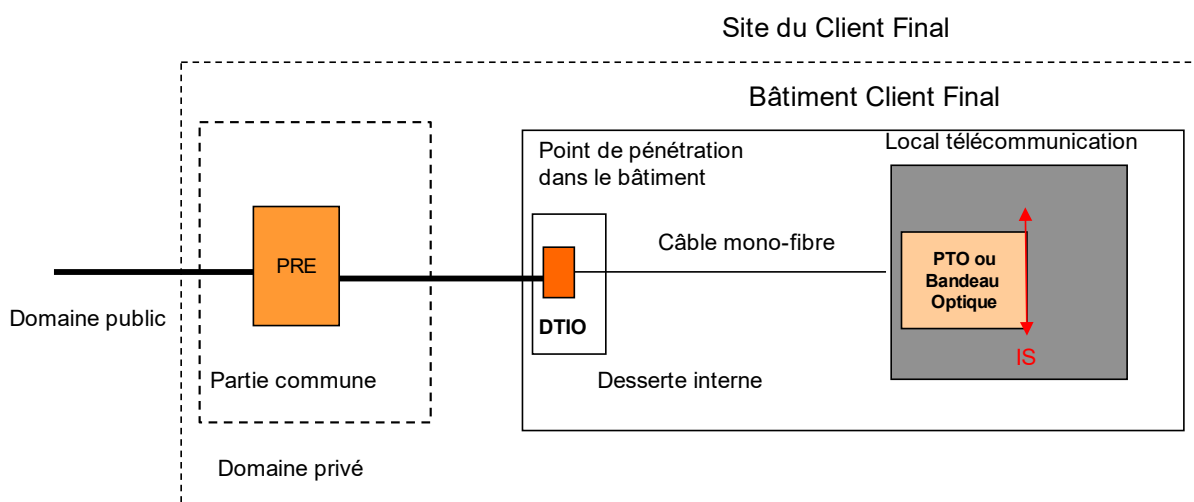 Site du Client Final
Bâtiment Client Final
Point de pénétration
dans le bâtiment
Local télécommunication
Câble mono-fibre
PRE
PTO ou
Bandeau
Optique
Domaine public
DTIO
IS
Partie commune
Desserte interne
Domaine privé